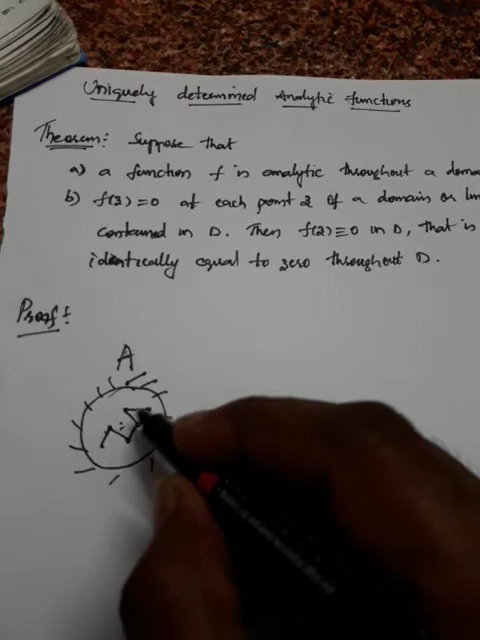 Uniquely determined Analytic functions
Theorem: Suppose that
a) a function f is analytic throughout a doma
b) f(z)=0 at each point z of a domain or lin
contained in D. Then f(z)≡0 in D, that is
identically equal to zero throughout D.
Proof:
A